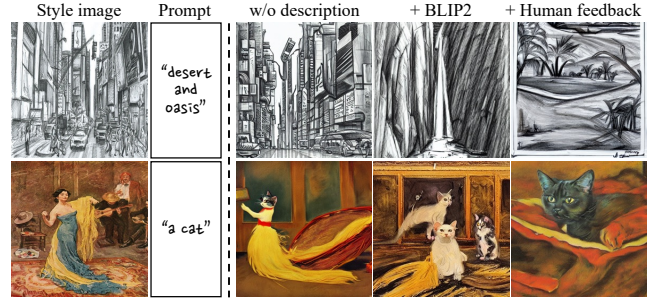 Style image Prompt w/o description + BLIP2 + Human feedback
“desert
and
oasis”
“a cat”